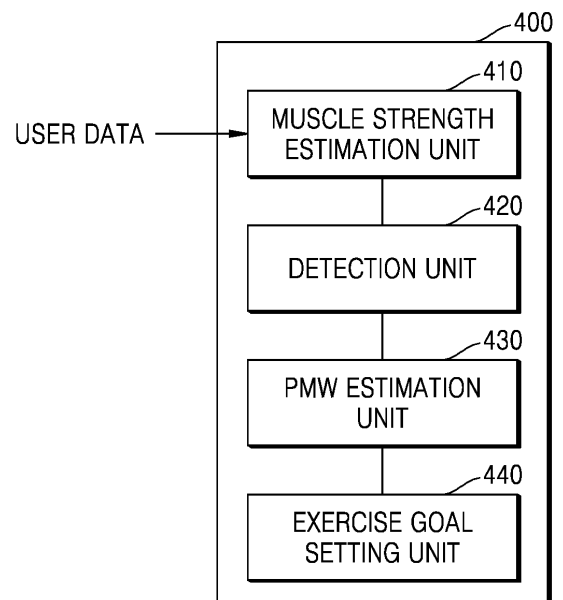 400
410
USER DATA
MUSCLE STRENGTH
ESTIMATION UNIT
420
DETECTION UNIT
430
PMW ESTIMATION
UNIT
440
EXERCISE GOAL
SETTING UNIT